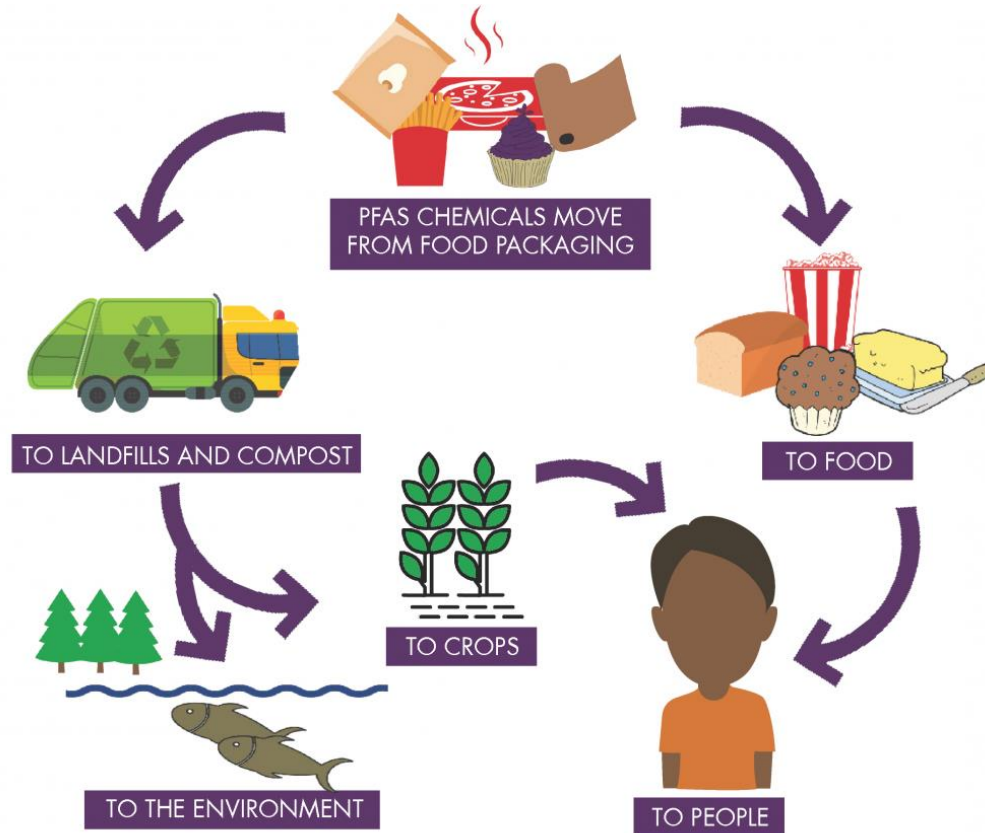 PFAS CHEMICALS MOVE
FROM FOOD PACKAGING
TO LANDFILLS AND COMPOST
TO FOOD
TO CROPS
TO THE ENVIRONMENT
TO PEOPLE